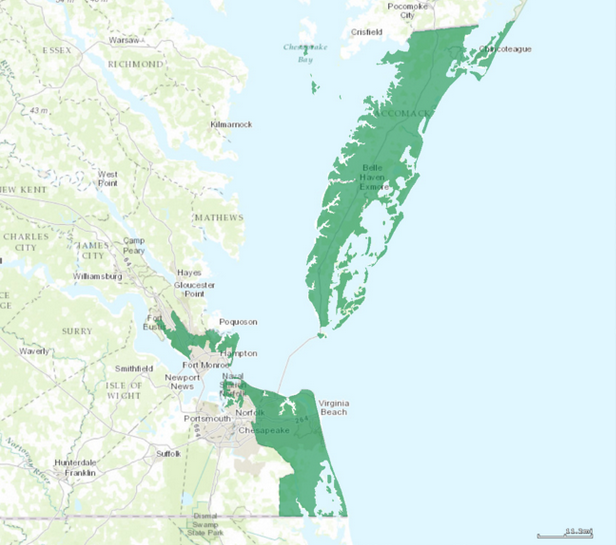 Pocomoke
City
Crisfield
Warsaw
ESSEX
RICHMOND
Chesapeake
Bay
Chincoteague
43 m
ACCOMACK
Kilmarnock
West
Point
Belle
Haven
Exmore
NEW KENT
MATHEWS
CHARLES
CITY
JAMES
CITY
Camp
Peary
Williamsburg
Hayes
Gloucester
Point
SURRY
Fort
Eustis
Poquoson
Waverly
Hampton
Smithfield
Fort Monroe
ISLE OF
WIGHT
Newport
News
Naval
Station
Norfolk
Virginia
Beach
Norfolk
Portsmouth
Chesapeake
Suffolk
Hunterdale
Franklin
Dismal
Swamp
State Park
11.2mi